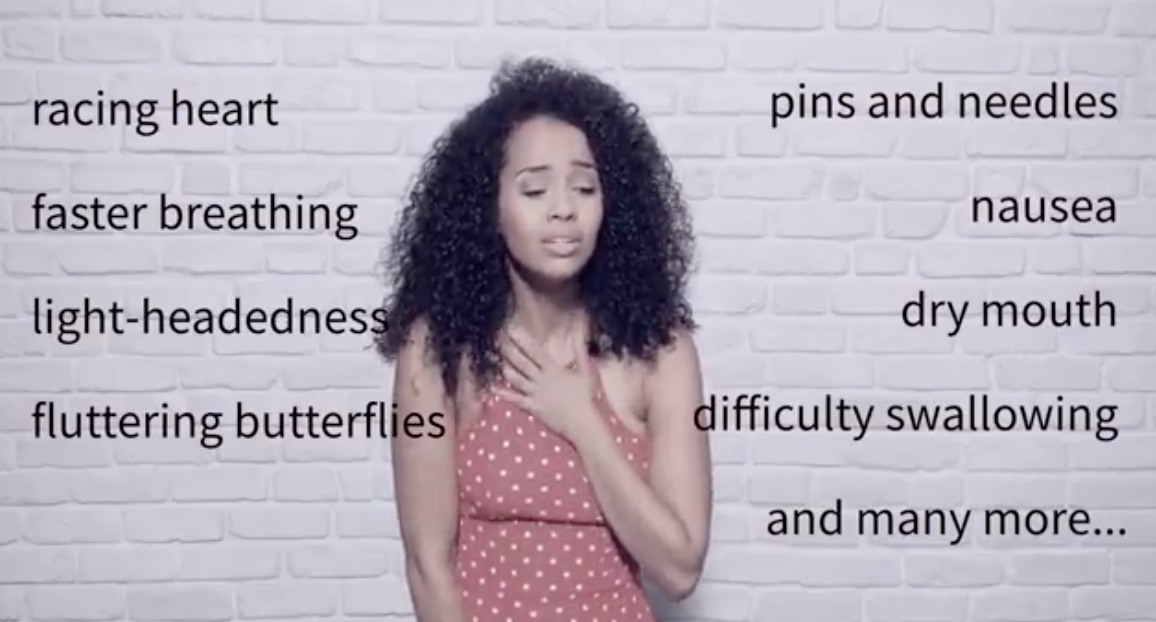 racing heart
faster breathing
light-headedness
fluttering butterflies
pins and needles
nausea
dry mouth
difficulty swallowing
and many more...